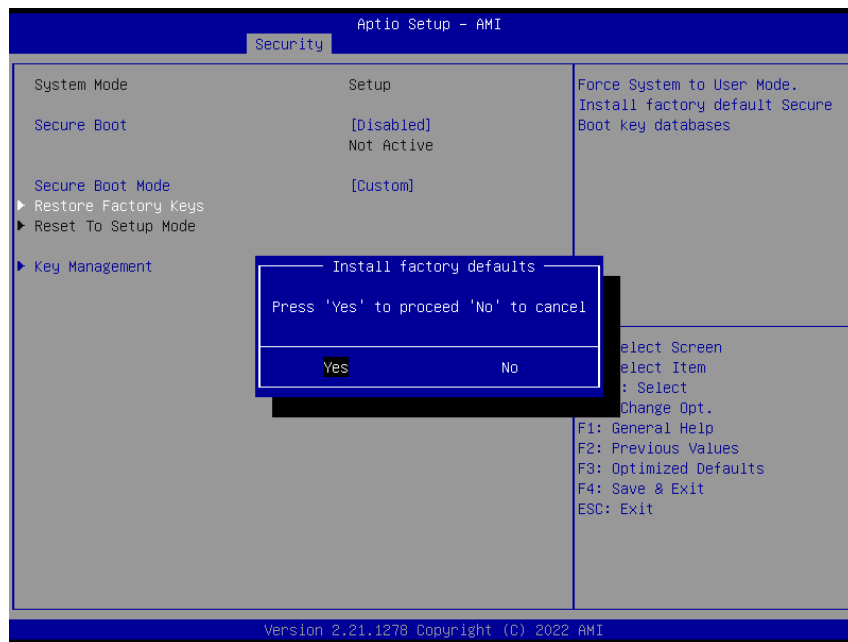 Aptio Setup - AMI
Security
System Mode Setup
Secure Boot [Disabled]
Not Active
Secure Boot Mode [Custom]
Restore Factory Keys
Reset To Setup Mode
Key Management
Force System to User Mode.
Install factory default Secure
Boot key databases
Install factory defaults
Press 'Yes' to proceed 'No' to cancel
Yes No
elect Screen
elect Item
: Select
Change Opt.
F1: General Help
F2: Previous Values
F3: Optimized Defaults
F4: Save & Exit
ESC: Exit
Version 2.21.1278 Copyright (C) 2022 AMI